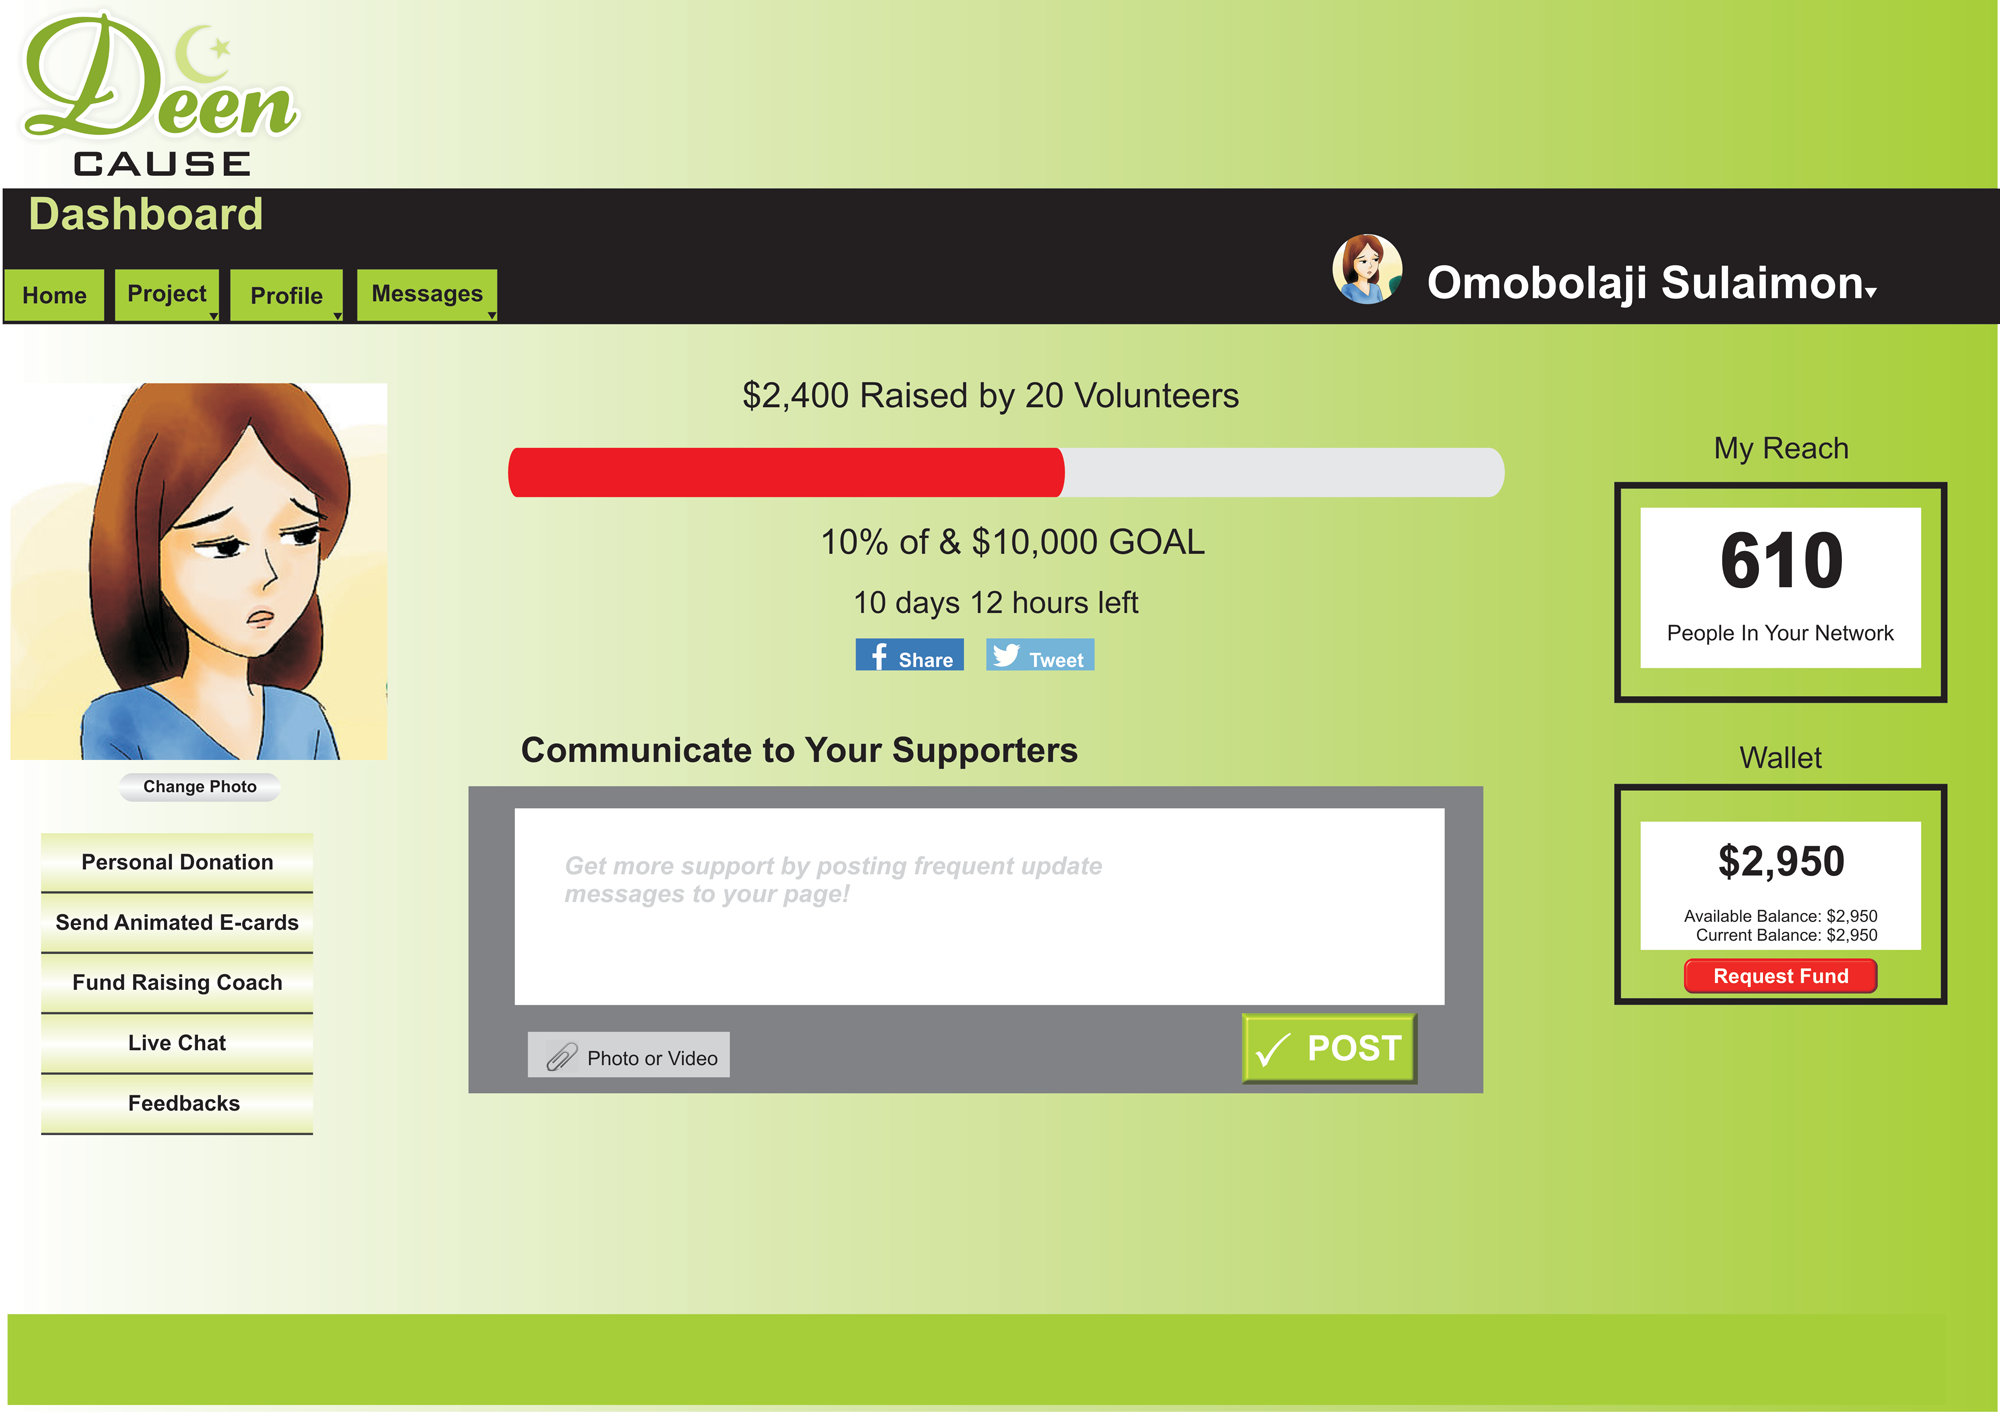 Deen
CAUSE
Dashboard
Home
Project
Profile
Messages
Omobolaji Sulaimon
$2,400 Raised by 20 Volunteers
10% of & $10,000 GOAL
10 days 12 hours left
f Share
Tweet
My Reach
610
People In Your Network
Change Photo
Personal Donation
Send Animated E-cards
Fund Raising Coach
Live Chat
Feedbacks
Communicate to Your Supporters
Get more support by posting frequent update
messages to your page!
Photo or Video
POST
Wallet
$2,950
Available Balance: $2,950
Current Balance: $2,950
Request Fund